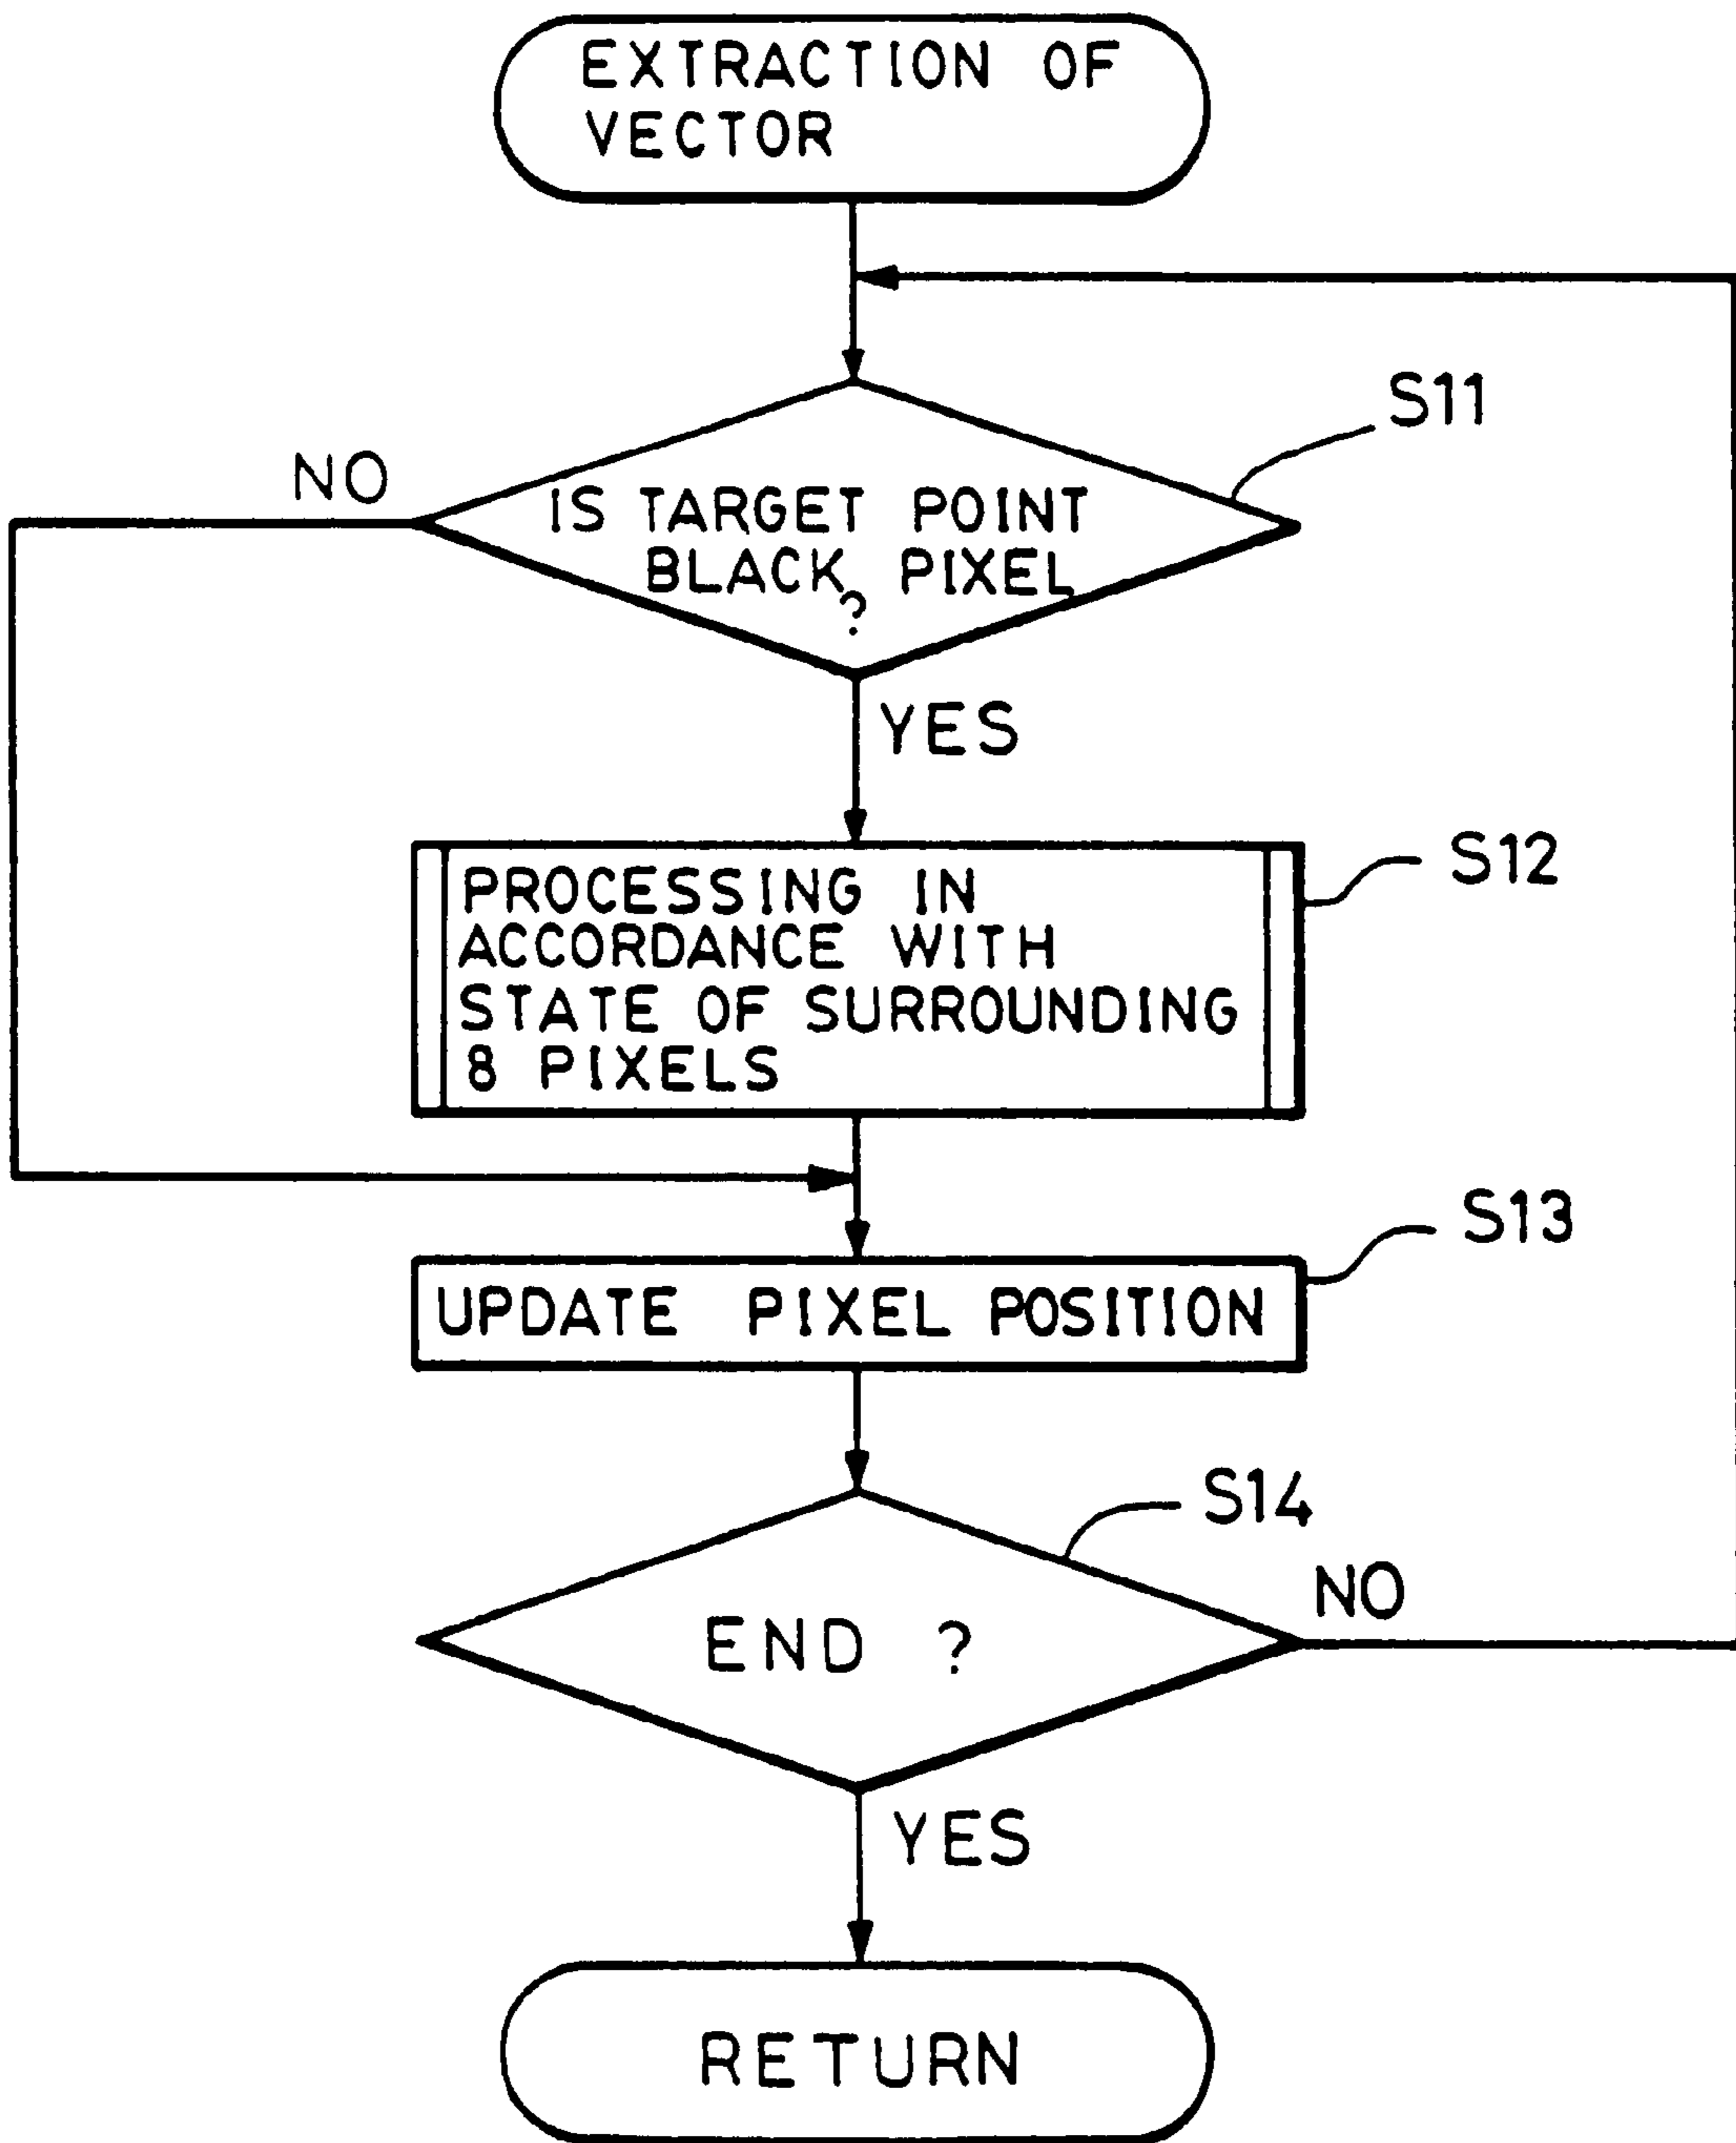 EXTRACTION OF
VECTOR
S11
NO
IS TARGET POINT
BLACK PIXEL
?
YES
S12
PROCESSING IN
ACCORDANCE WITH
STATE OF SURROUNDING
8 PIXELS
S13
UPDATE PIXEL POSITION
S14
NO
END ?
YES
RETURN